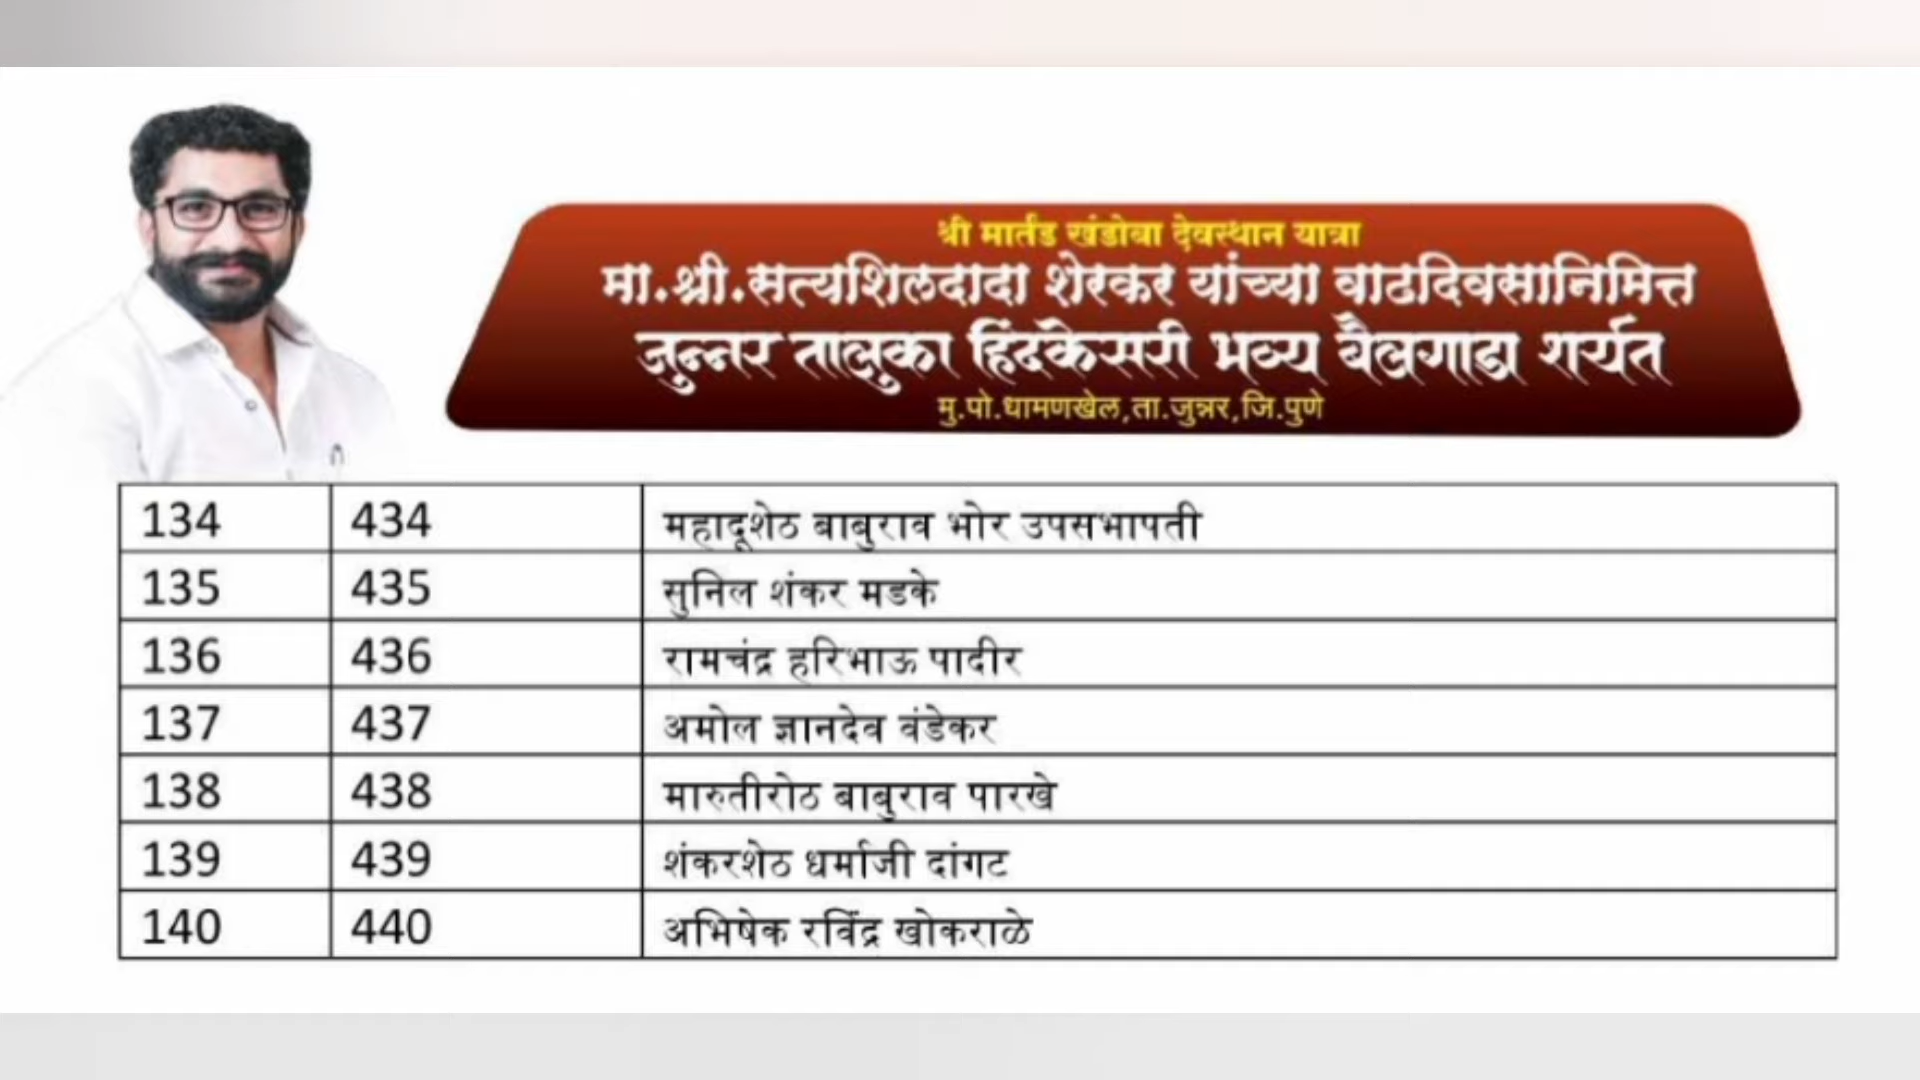 श्री मार्तंड खंडोबा देवस्थान यात्रा
मा.श्री.सत्यशिलदादा शेरकर यांच्या वाढदिवसानिमित्त
जुन्नर तालुका हिंदकेसरी भव्य बैलगाडा शर्यत
मु.पो.धामणखेल,ता.जुन्नर,जि.पुणे
134 434 महादूशेठ बाबुराव भोर उपसभापती
135 435 सुनिल शंकर मडके
136 436 रामचंद्र हरिभाऊ पादीर
137 437 अमोल ज्ञानदेव वंडेकर
138 438 मारुतीरोठ बाबुराव पारखे
139 439 शंकरशेठ धर्माजी दांगट
140 440 अभिषेक रविंद्र खोकराळे